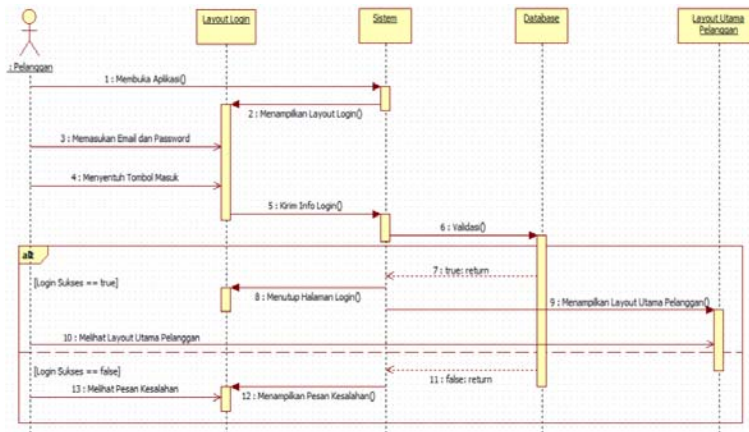 Layout Login
Sistem
Database
Layout Utama
Pelanggan
: Pelanggan
1 : Membuka Aplikasi()
2 : Menampilkan Layout Login()
3 : Memasukan Email dan Password
4 : Menyentuh Tombol Masuk
5 : Kirim Info Login()
6 : Validasi()
alt
7 : true: return
[Login Sukses == true]
8 : Menutup Halaman Login()
9 : Menampilkan Layout Utama Pelanggan()
10 : Melihat Layout Utama Pelanggan
[Login Sukses == false]
11 : false: return
13 : Melihat Pesan Kesalahan
12 : Menampilkan Pesan Kesalahan()